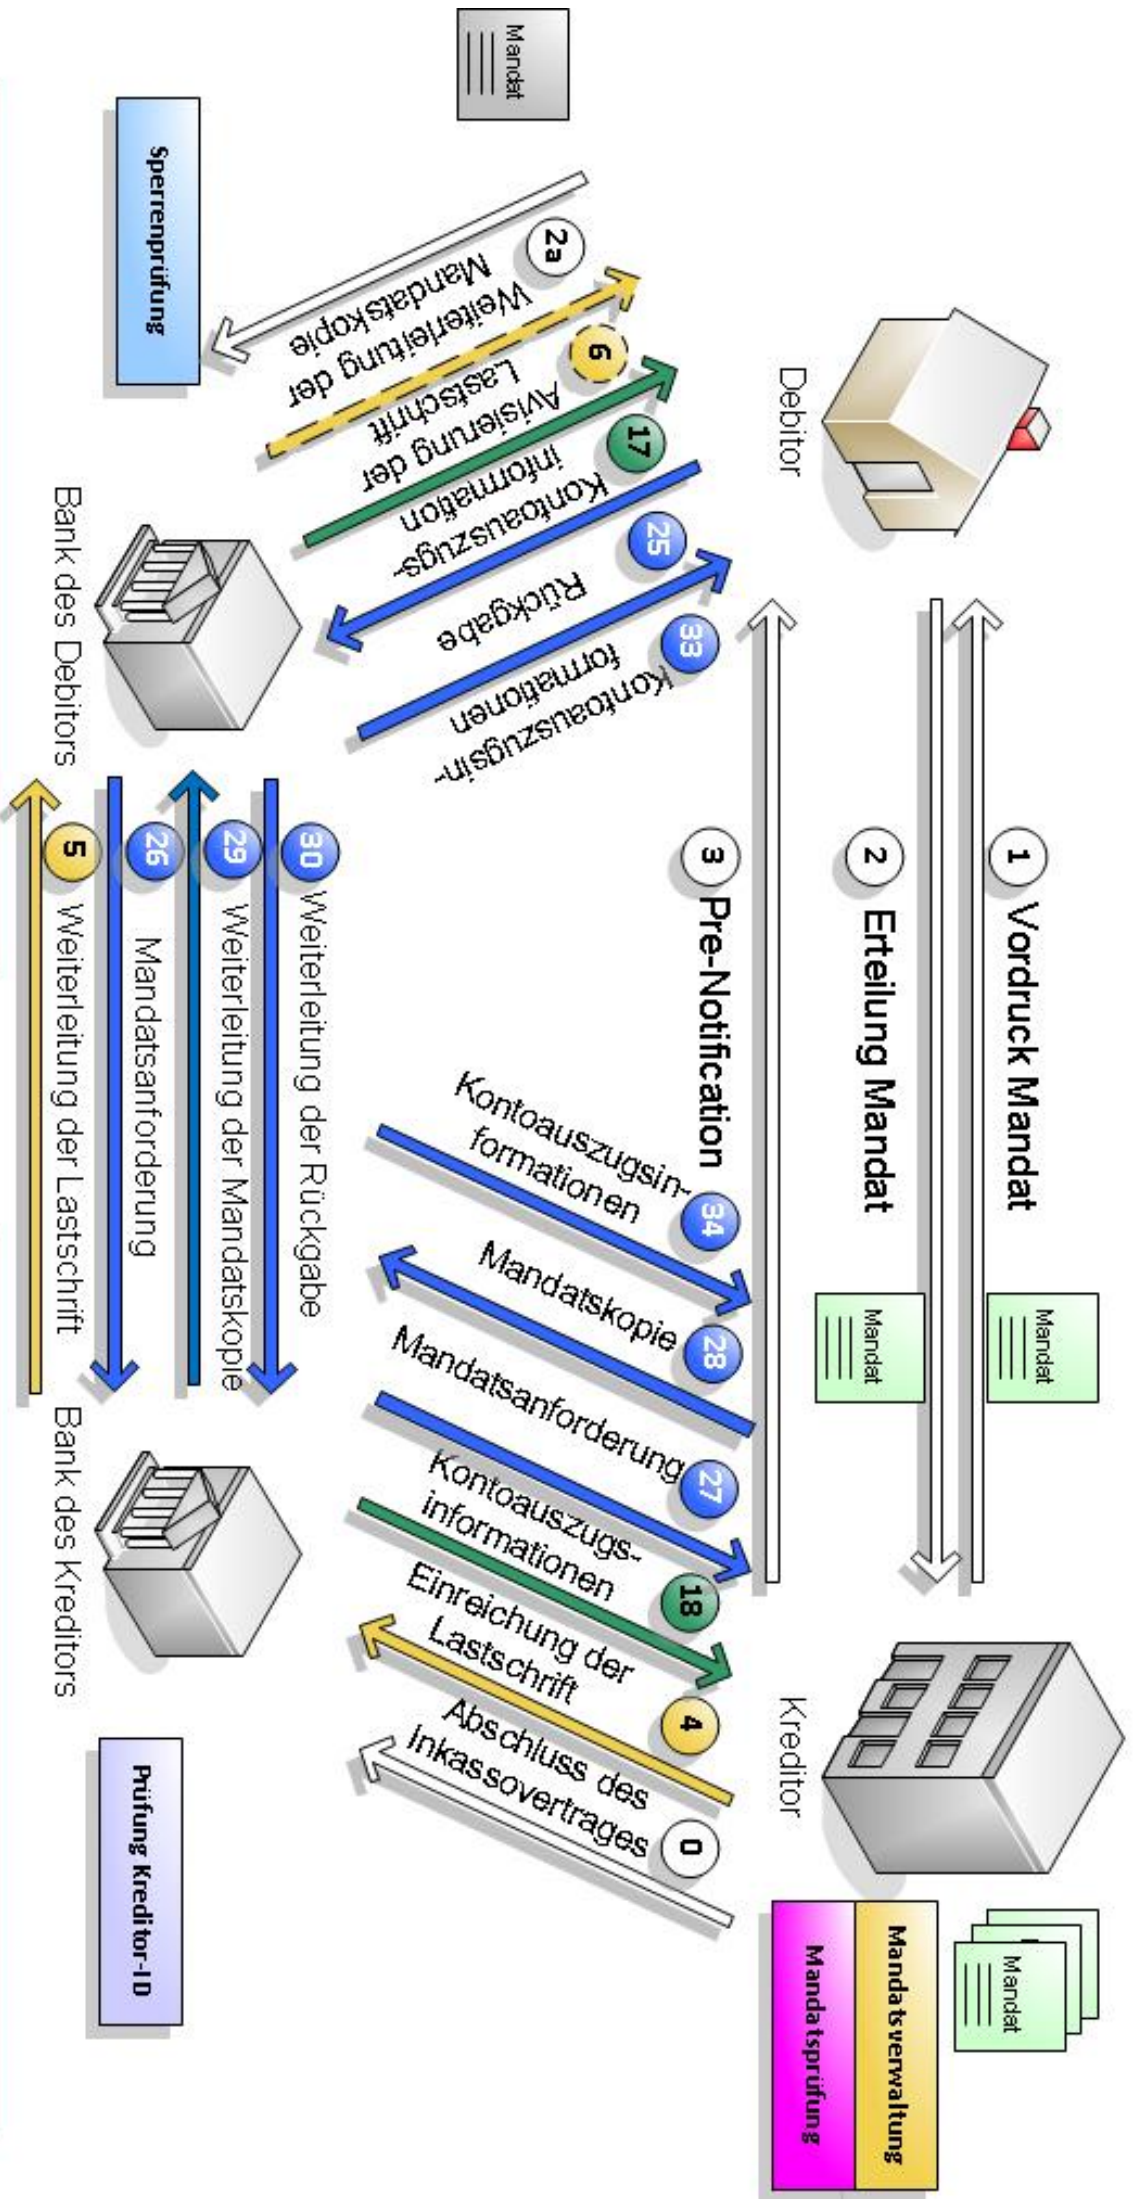 1
Vordruck Mandat
Mandat
2
Erteilung Mandat
Mandat
Mandat
Mandatsverwaltung
Mandatsprüfung
Debitor
Kreditor
3
Pre-Notification
Mandat
2a
Weiterleitung der
Mandatskopie
6
Avisierung der
Lastschrift
17
Kontoauszugs-
information
25
Rückgabe
33
Kontoauszugsin-
formationen
34
Kontoauszugsin-
formationen
28
Mandatskopie
27
Mandatsanforderung
18
Kontoauszugs-
informationen
4
Einreichung der
Lastschrift
0
Abschluss des
Inkassovertrages
30
Weiterleitung der Rückgabe
29
Weiterleitung der Mandatskopie
26
Mandatsanforderung
5
Weiterleitung der Lastschrift
Sperrenprüfung
Bank des Debitors
Bank des Kreditors
Prüfung Kreditor-ID